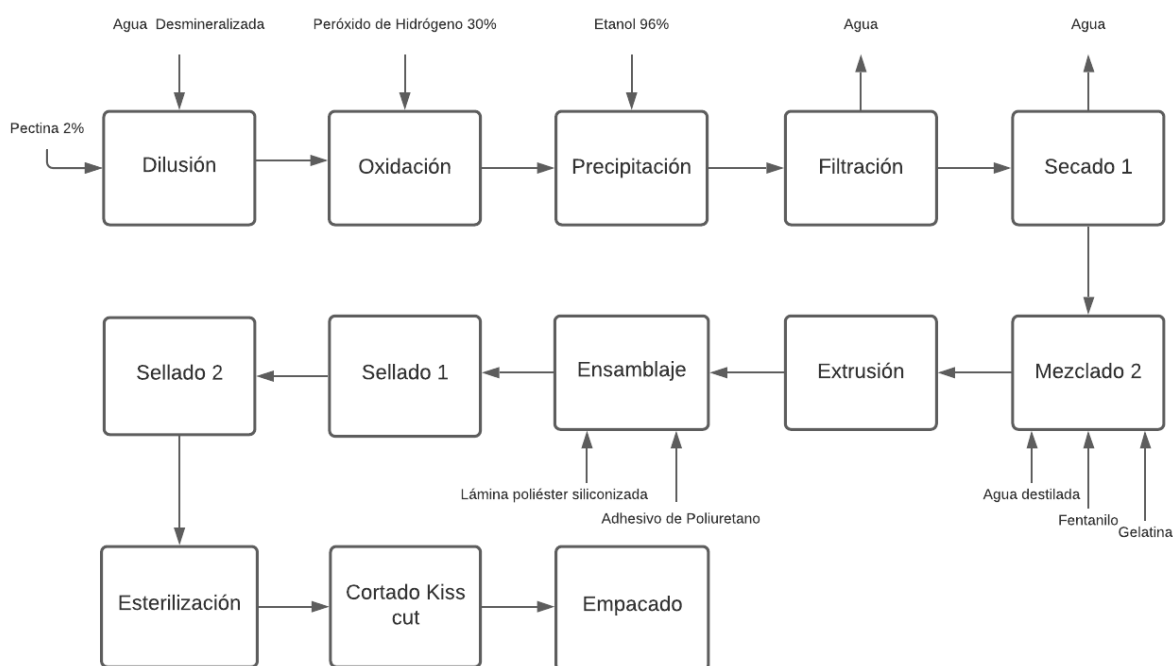 Agua  Desmineralizada
Peróxido de Hidrógeno 30%
Etanol 96%
Agua
Agua
Pectina 2%
Dilusión
Oxidación
Precipitación
Filtración
Secado 1
Sellado 2
Sellado 1
Ensamblaje
Extrusión
Mezclado 2
Lámina poliéster siliconizada
Adhesivo de Poliuretano
Agua destilada
Fentanilo
Gelatina
Esterilización
Cortado Kiss
cut
Empacado